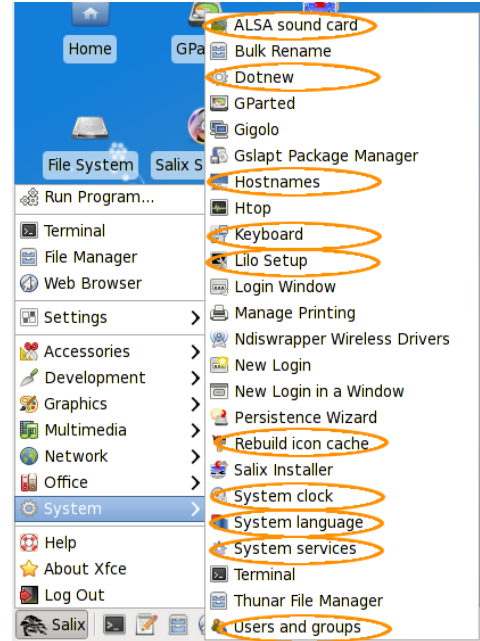 Home
GPa
File System
Salix S
Run Program...
Terminal
File Manager
Web Browser
Settings
Accessories
Development
Graphics
Multimedia
Network
Office
System
Help
About Xfce
Log Out
Salix
ALSA sound card
Bulk Rename
Dotnew
GParted
Gigolo
Gslapt Package Manager
Hostnames
Htop
Keyboard
Lilo Setup
Login Window
Manage Printing
Ndiswrapper Wireless Drivers
New Login
New Login in a Window
Persistence Wizard
Rebuild icon cache
Salix Installer
System clock
System language
System services
Terminal
Thunar File Manager
Users and groups